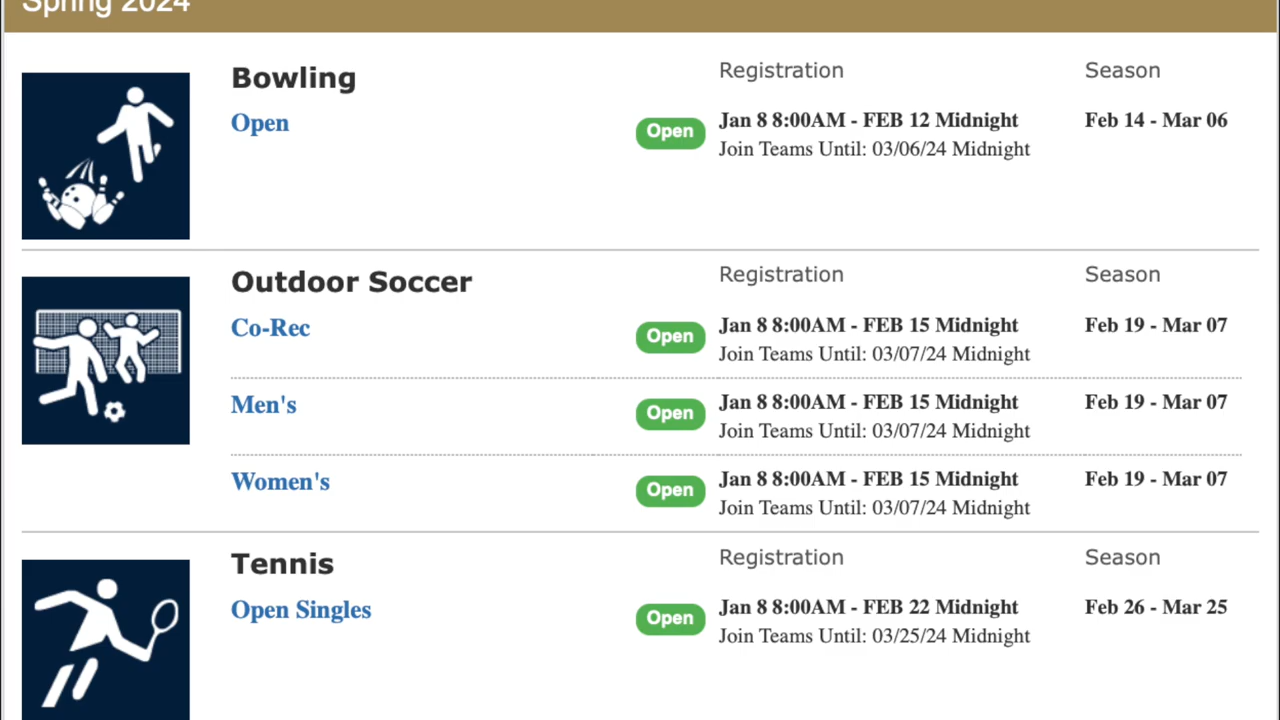 Spring 2024
Bowling
Registration
Season
Open
Open
Jan 8 8:00AM - FEB 12 Midnight
Feb 14 - Mar 06
Join Teams Until: 03/06/24 Midnight
Outdoor Soccer
Registration
Season
Co-Rec
Open
Jan 8 8:00AM - FEB 15 Midnight
Feb 19 - Mar 07
Join Teams Until: 03/07/24 Midnight
Men's
Open
Jan 8 8:00AM - FEB 15 Midnight
Feb 19 - Mar 07
Join Teams Until: 03/07/24 Midnight
Women's
Open
Jan 8 8:00AM - FEB 15 Midnight
Feb 19 - Mar 07
Join Teams Until: 03/07/24 Midnight
Tennis
Registration
Season
Open Singles
Open
Jan 8 8:00AM - FEB 22 Midnight
Feb 26 - Mar 25
Join Teams Until: 03/25/24 Midnight